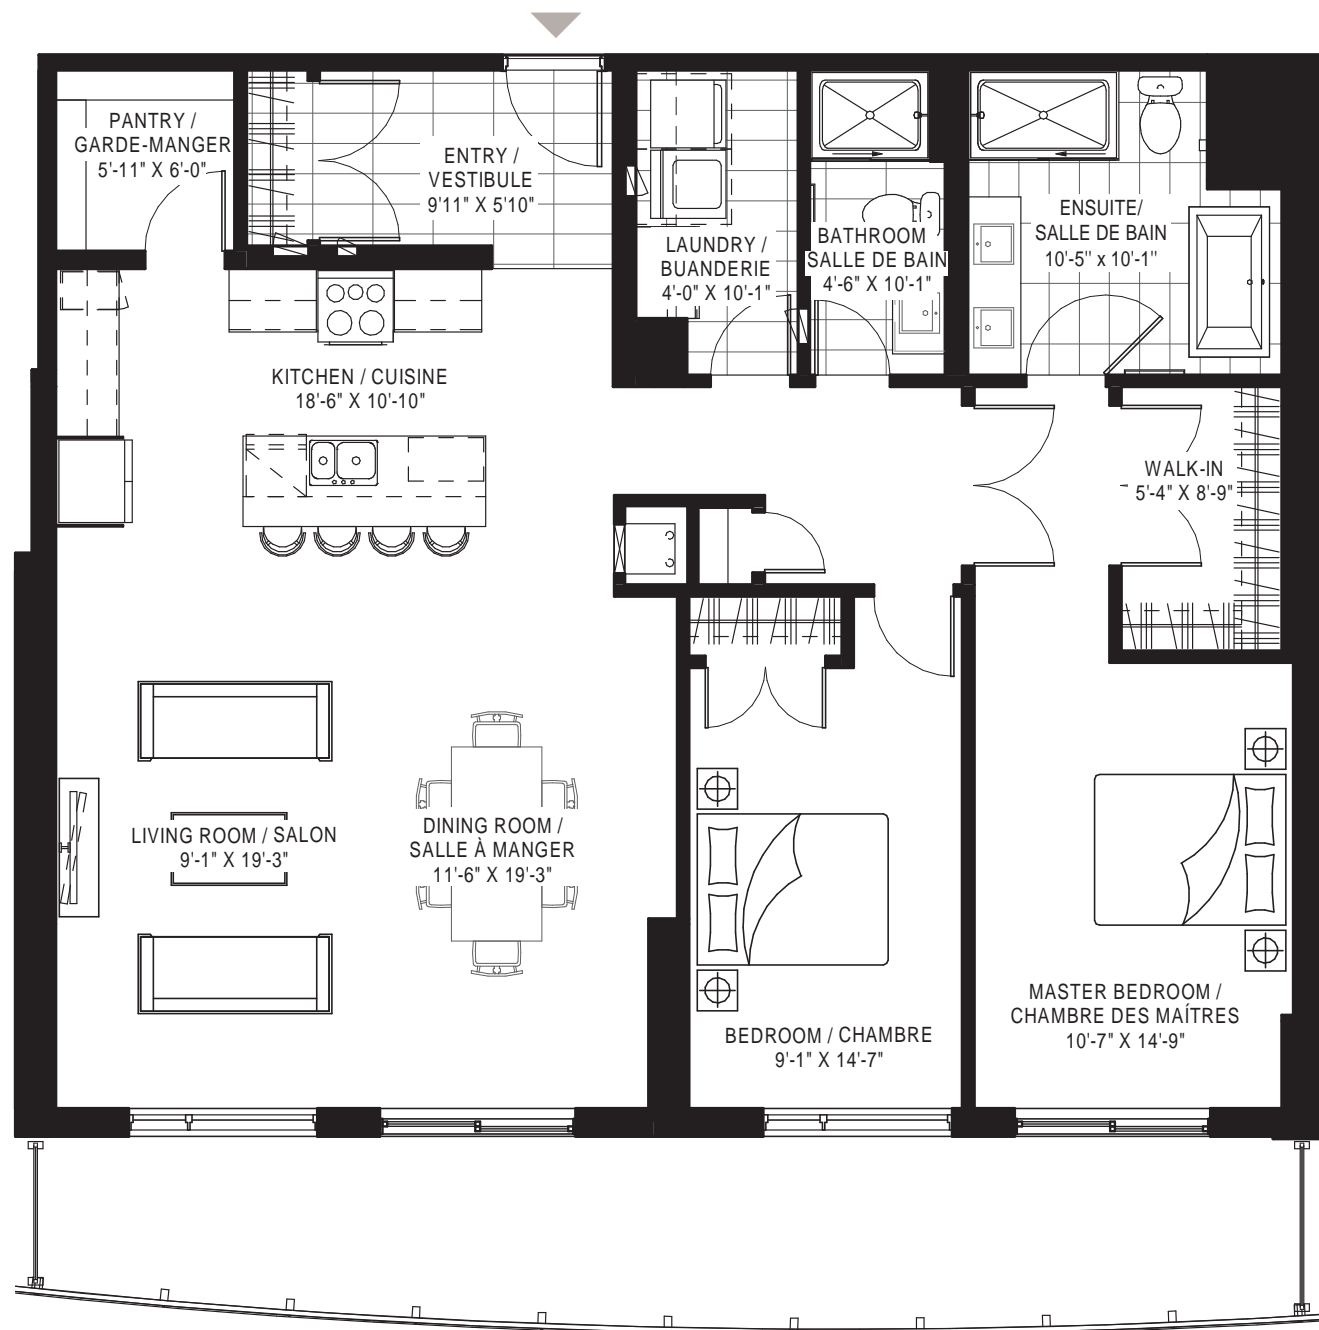 PANTRY /
GARDE-MANGER
5'-11" X 6'-0"
ENTRY /
VESTIBULE
9'11" X 5'10"
LAUNDRY /
BUANDERIE
4'-0" X 10'-1"
BATHROOM
SALLE DE BAIN
4'-6" X 10'-1"
ENSUITE/
SALLE DE BAIN
10'-5" x 10'-1"
KITCHEN / CUISINE
18'-6" X 10'-10"
WALK-IN
5'-4" X 8'-9"
LIVING ROOM / SALON
9'-1" X 19'-3"
DINING ROOM /
SALLE À MANGER
11'-6" X 19'-3"
BEDROOM / CHAMBRE
9'-1" X 14'-7"
MASTER BEDROOM /
CHAMBRE DES MAÍTRES
10'-7" X 14'-9"